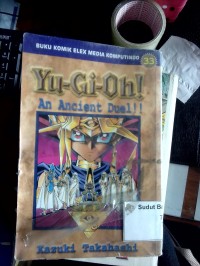 BUKU KOMIK ELEX MEDIA KOMPUTINDO
33
Yu-Gi-Oh!
An Ancient Duel!!
Sudut B
Kazuki Takahashi